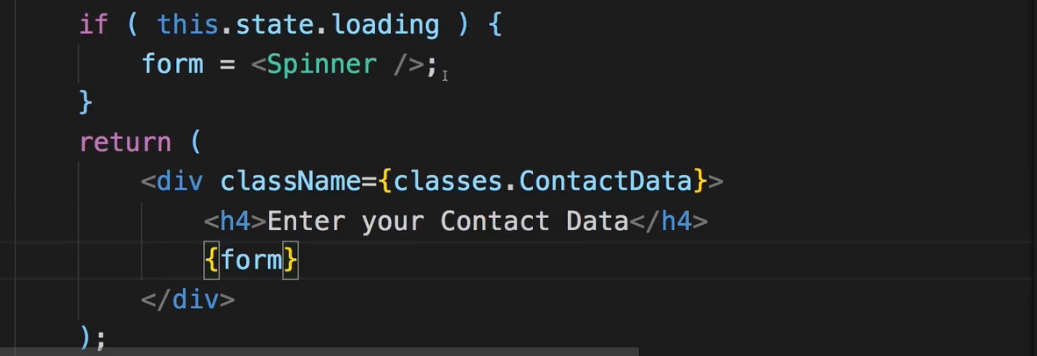 if ( this.state.loading ) {
form = <Spinner />;
}
return (
<div className={classes.ContactData}>
<h4>Enter your Contact Data</h4>
{form}
</div>
);